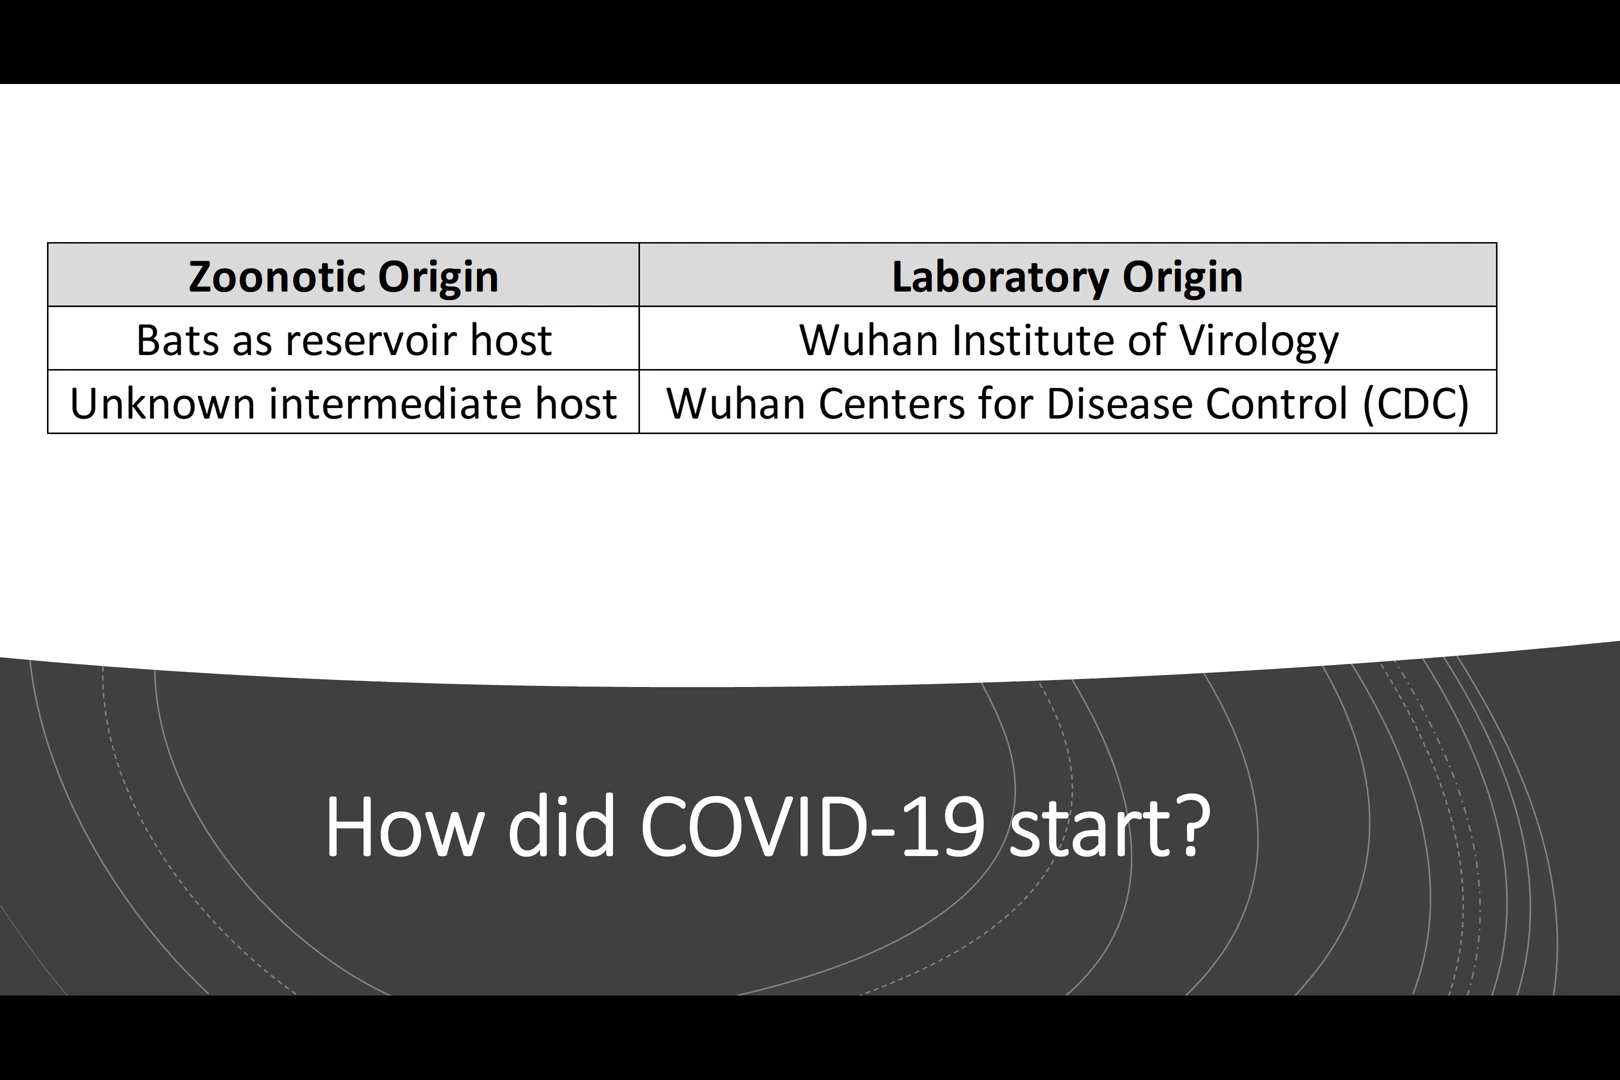 Zoonotic Origin Laboratory Origin
Bats as reservoir host Wuhan Institute of Virology
Unknown intermediate host Wuhan Centers for Disease Control (CDC)
How did COVID-19 start?